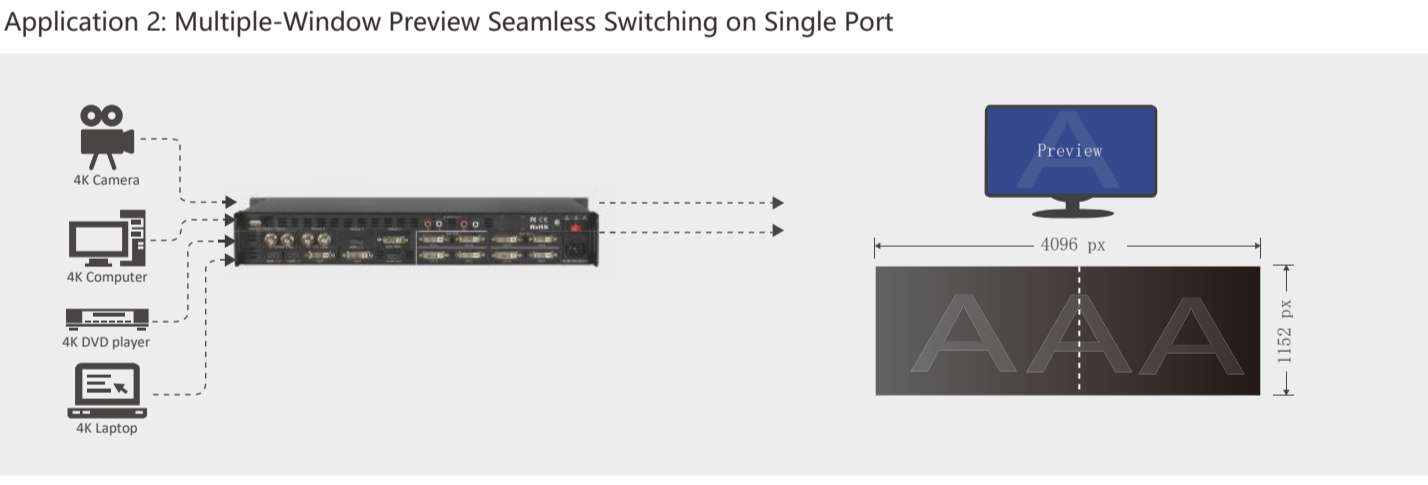 Application 2: Multiple-Window Preview Seamless Switching on Single Port
4K Camera
4K Computer
4K DVD player
4K Laptop
RoHS
Preview
4096 px
1152 px
A A A